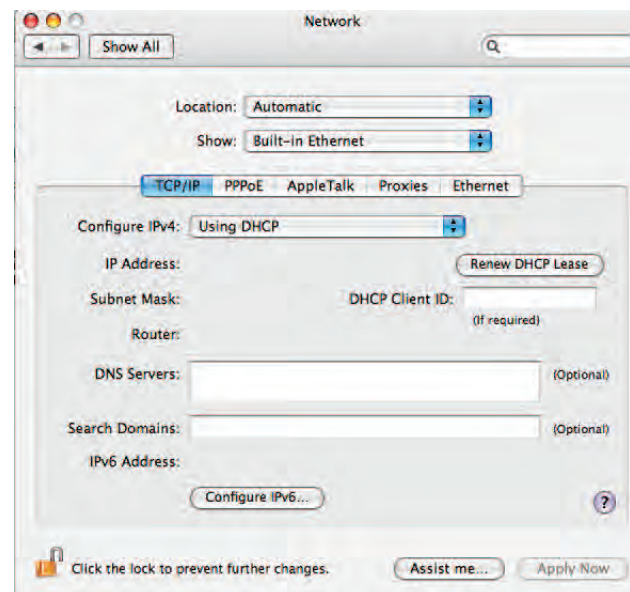 Network
Show All
Location: Automatic
Show: Built-in Ethernet
TCP/IP PPPoE AppleTalk Proxies Ethernet
Configure IPv4: Using DHCP
IP Address: Renew DHCP Lease
Subnet Mask: DHCP Client ID:
(If required)
Router:
DNS Servers: (Optional)
Search Domains: (Optional)
IPv6 Address:
Configure IPv6... ?
Click the lock to prevent further changes. Assist me... Apply Now